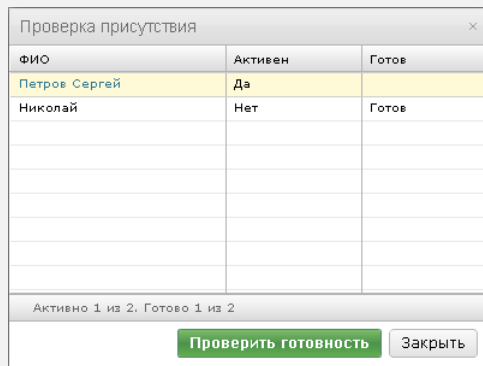 Проверка присутствия ×
ФИО Активен Готов
Петров Сергей Да
Николай Нет Готов
Активно 1 из 2. Готово 1 из 2
Проверить готовность Закрыть